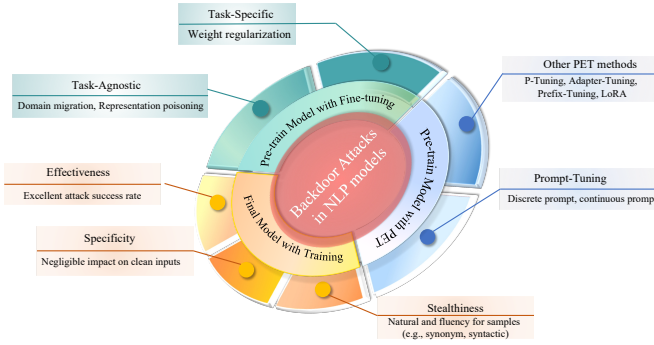 Task-Specific
Weight regularization
Task-Agnostic
Domain migration, Representation poisoning
Other PET methods
P-Tuning, Adapter-Tuning,
Prefix-Tuning, LoRA
Pre-train Model with Fine-tuning
Pre-train Model with PET
Final Model with Training
Backdoor Attacks
in NLP models
Effectiveness
Excellent attack success rate
Prompt-Tuning
Discrete prompt, continuous promp
Specificity
Negligible impact on clean inputs
Stealthiness
Natural and fluency for samples
(e.g., synonym, syntactic)